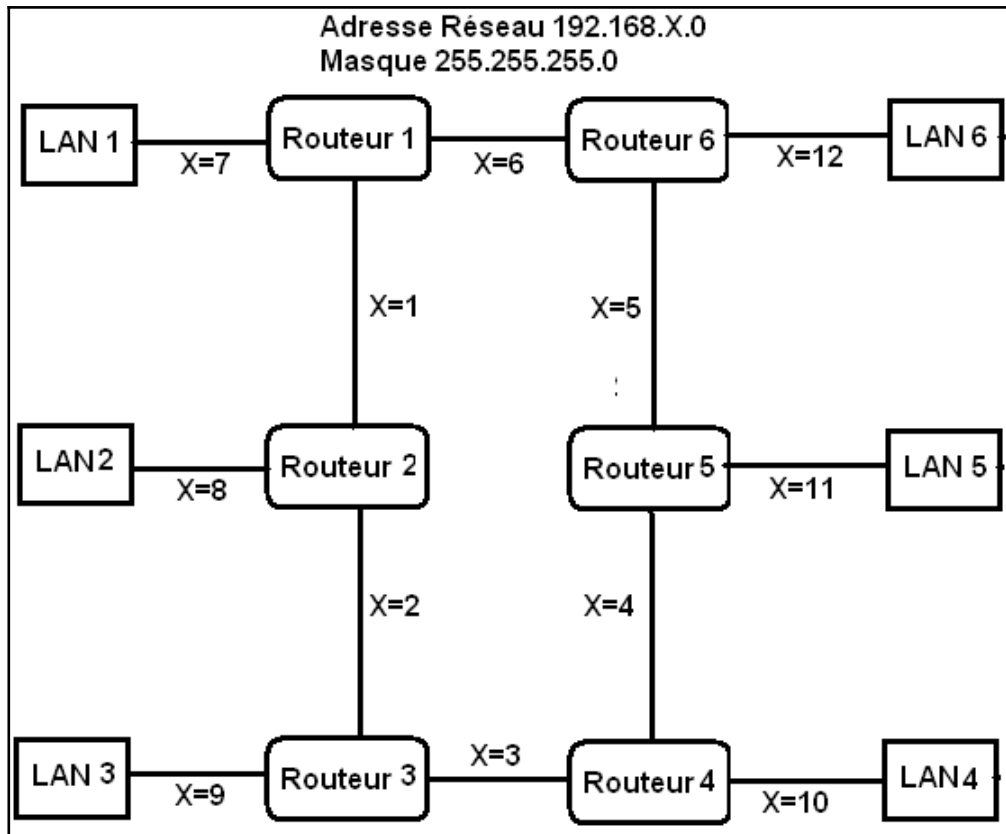 Adresse Réseau 192.168.X.0
Masque 255.255.255.0
LAN 1
X=7
Routeur 1
X=6
Routeur 6
X=12
LAN 6
X=1
X=5
:
LAN2
X=8
Routeur 2
Routeur 5
X=11
LAN 5
X=2
X=4
LAN 3
X=9
Routeur 3
X=3
Routeur 4
X=10
LAN4